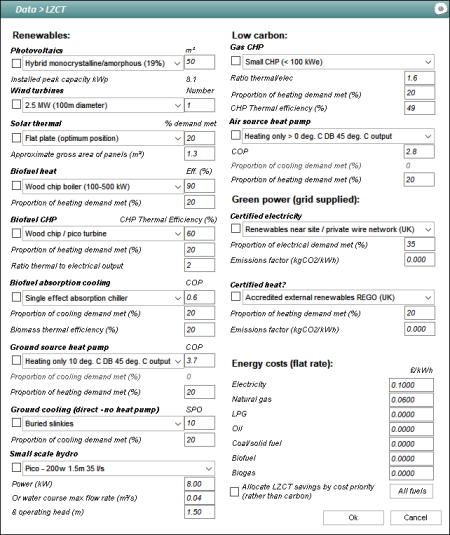 Data > LZCT
Renewables:
Photovoltaics m²
Hybrid monocrystalline/amorphous (19%) 50
Installed peak capacity kWp 8.1
Wind turbines Number
2.5 MW (100m diameter) 1
Solar thermal % demand met
Flat plate (optimum position) 20
Approximate gross area of panels (m²) 1.3
Biofuel heat Eff. (%)
Wood chip boiler (100-500 kW) 90
Proportion of heating demand met (%) 20
Biofuel CHP CHP Thermal Efficiency (%)
Wood chip / pico turbine 60
Proportion of heating demand met (%) 20
Ratio thermal to electrical output 2
Biofuel absorption cooling COP
Single effect absorption chiller 0.6
Proportion of cooling demand met (%) 20
Biomass thermal efficiency (%) 20
Ground source heat pump COP
Heating only 10 deg. C DB 45 deg. C output 3.7
Proportion of cooling demand met (%) 0
Proportion of heating demand met (%) 20
Ground cooling (direct - no heat pump) SPO
Buried slinkies 10
Proportion of cooling demand met (%) 20
Small scale hydro
Pico - 200w 1.5m 35 l/s
Power (kW) 8.00
Or water course max flow rate (m³/s) 0.04
& operating head (m) 1.50
Low carbon:
Gas CHP
Small CHP (< 100 kWe)
Ratio thermal/elec 1.6
Proportion of heating demand met (%) 20
CHP Thermal efficiency (%) 49
Air source heat pump
Heating only > 0 deg. C DB 45 deg. C output
COP 2.8
Proportion of cooling demand met (%) 0
Proportion of heating demand met (%) 20
Green power (grid supplied):
Certified electricity
Renewables near site / private wire network (UK)
Proportion of electrical demand met (%) 35
Emissions factor (kgCO2/kWh) 0.000
Certified heat?
Accredited external renewables REGO (UK)
Proportion of heating demand met (%) 20
Emissions factor (kgCO2/kWh) 0.000
Energy costs (flat rate):
£/kWh
Electricity 0.1000
Natural gas 0.0600
LPG 0.0000
Oil 0.0000
Coal/solid fuel 0.0000
Biofuel 0.0000
Biogas 0.0000
Allocate LZCT savings by cost priority
(rather than carbon) All fuels
Ok Cancel